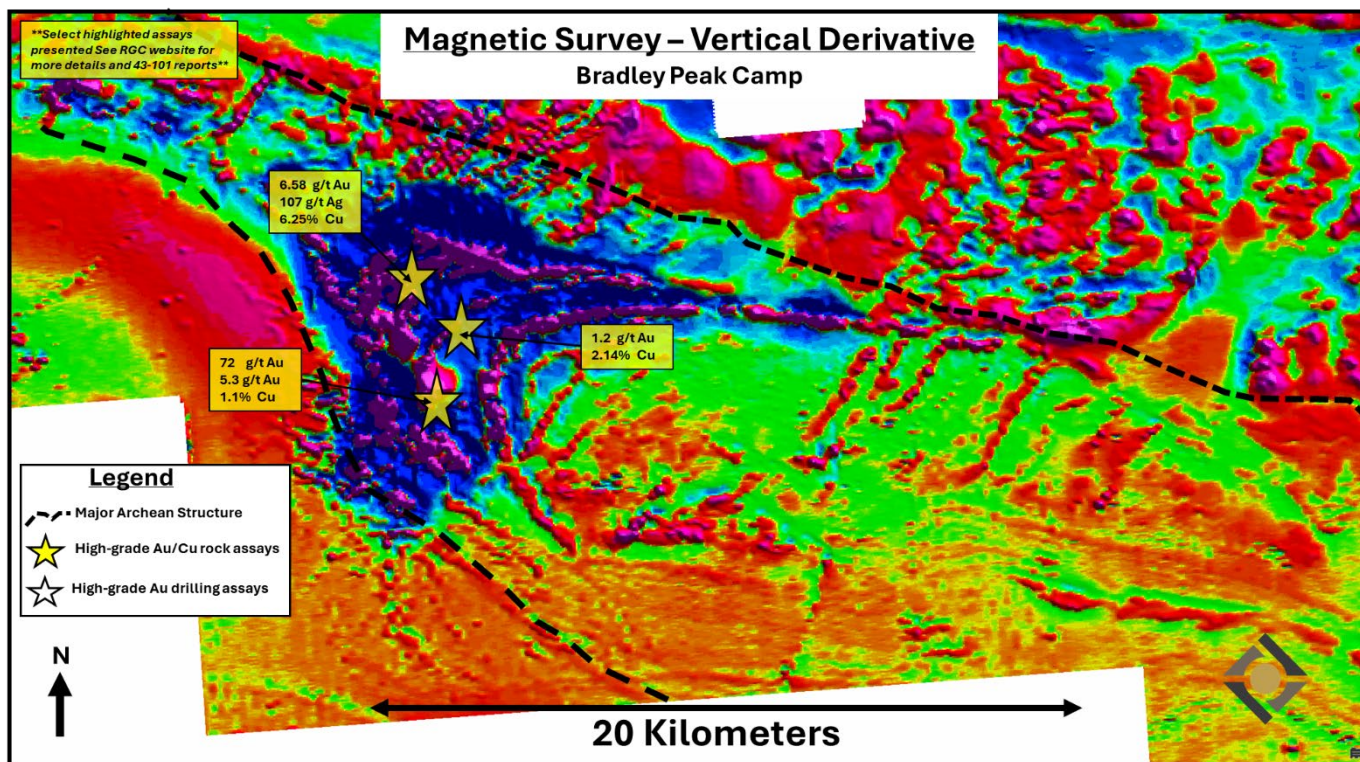 **Select highlighted assays
presented See RGC website for
more details and 43-101 reports**
Magnetic Survey – Vertical Derivative
Bradley Peak Camp
6.58 g/t Au
107 g/t Ag
6.25% Cu
1.2 g/t Au
2.14% Cu
72 g/t Au
5.3 g/t Au
1.1% Cu
Legend
Major Archean Structure
High-grade Au/Cu rock assays
High-grade Au drilling assays
N
20 Kilometers